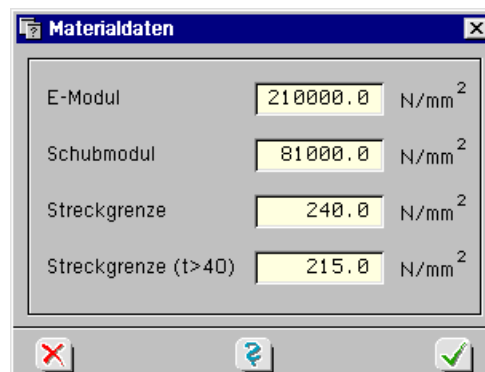 Materialdaten
E-Modul 210000.0 N/mm²
Schubmodul 81000.0 N/mm²
Streckgrenze 240.0 N/mm²
Streckgrenze (t>40) 215.0 N/mm²